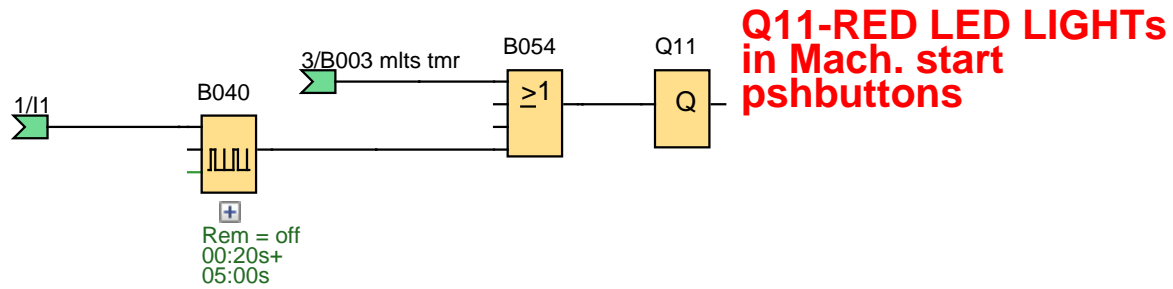 Q11-RED LED LIGHTs
in Mach. start
pshbuttons
3/B003 mlts tmr
B054
Q11
1/I1
B040
≥1
Q
Rem = off
00:20s+
05:00s